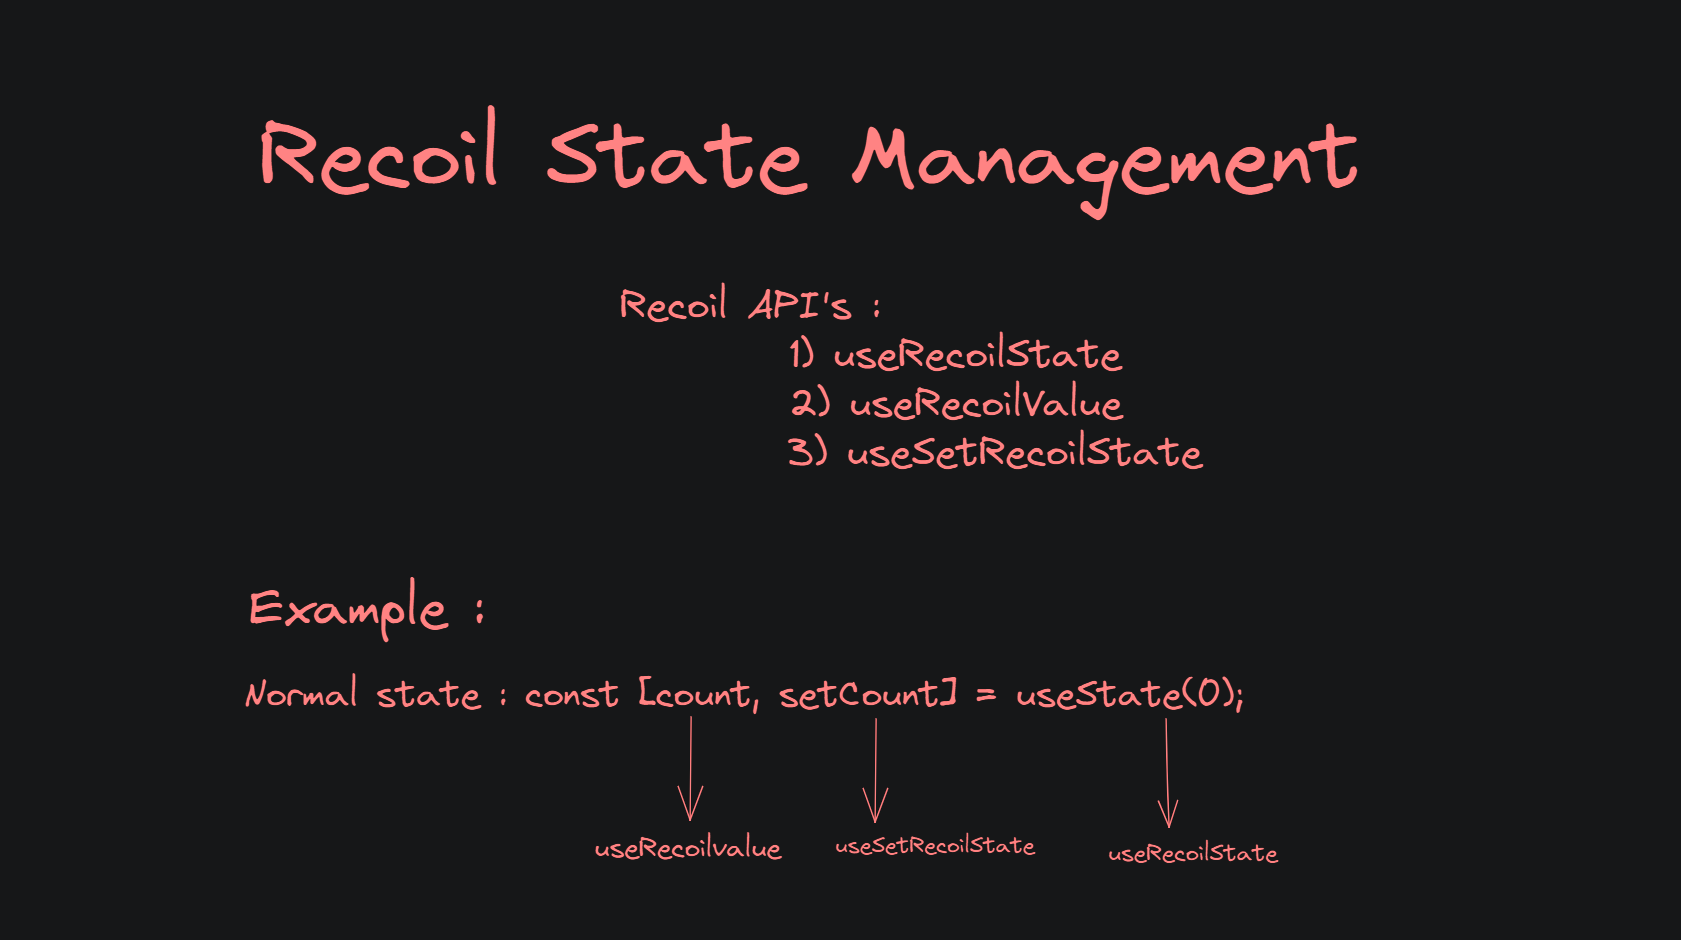 Recoil State Management
Recoil API's :
1) useRecoilState
2) useRecoilValue
3) useSetRecoilState
Example :
Normal state : const [count, setCount] = useState(0);
useRecoilvalue
useSetRecoilState
useRecoilState